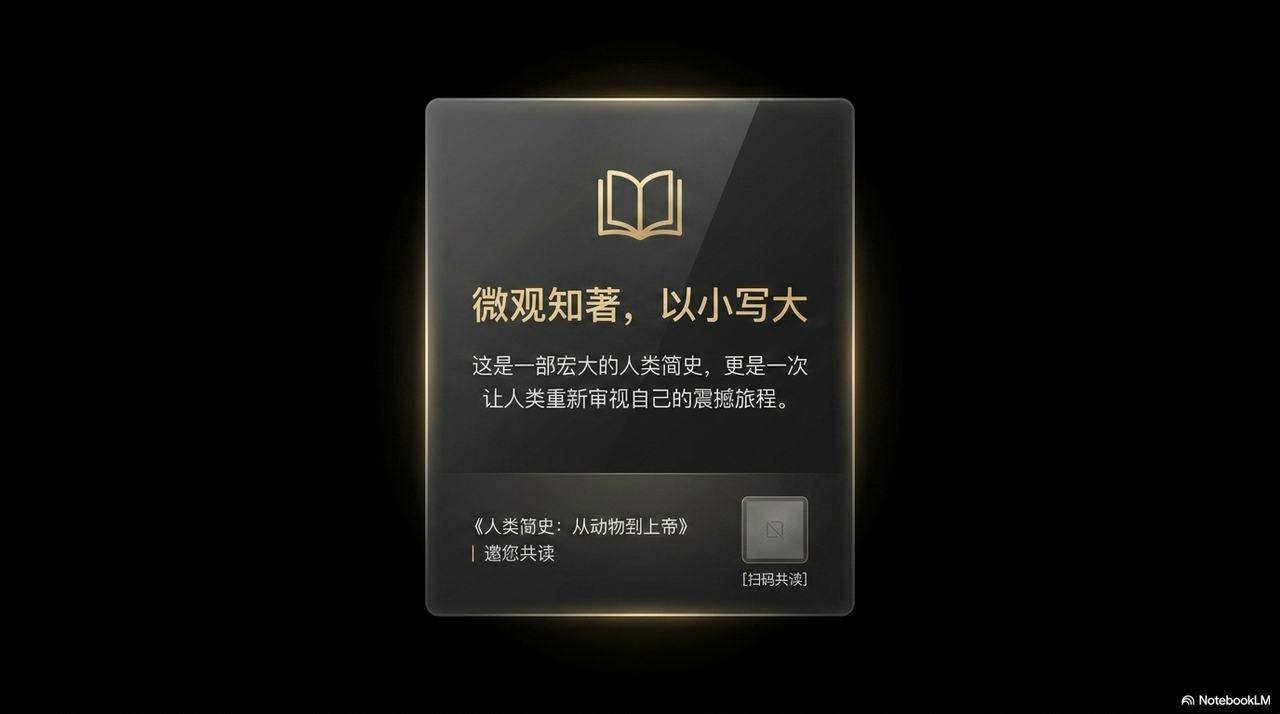 微观知著，以小写大
这是一部宏大的人类简史，更是一次
让人类重新审视自己的震撼旅程。
《人类简史：从动物到上帝》
| 邀您共读
[扫码共读]
NotebookLM